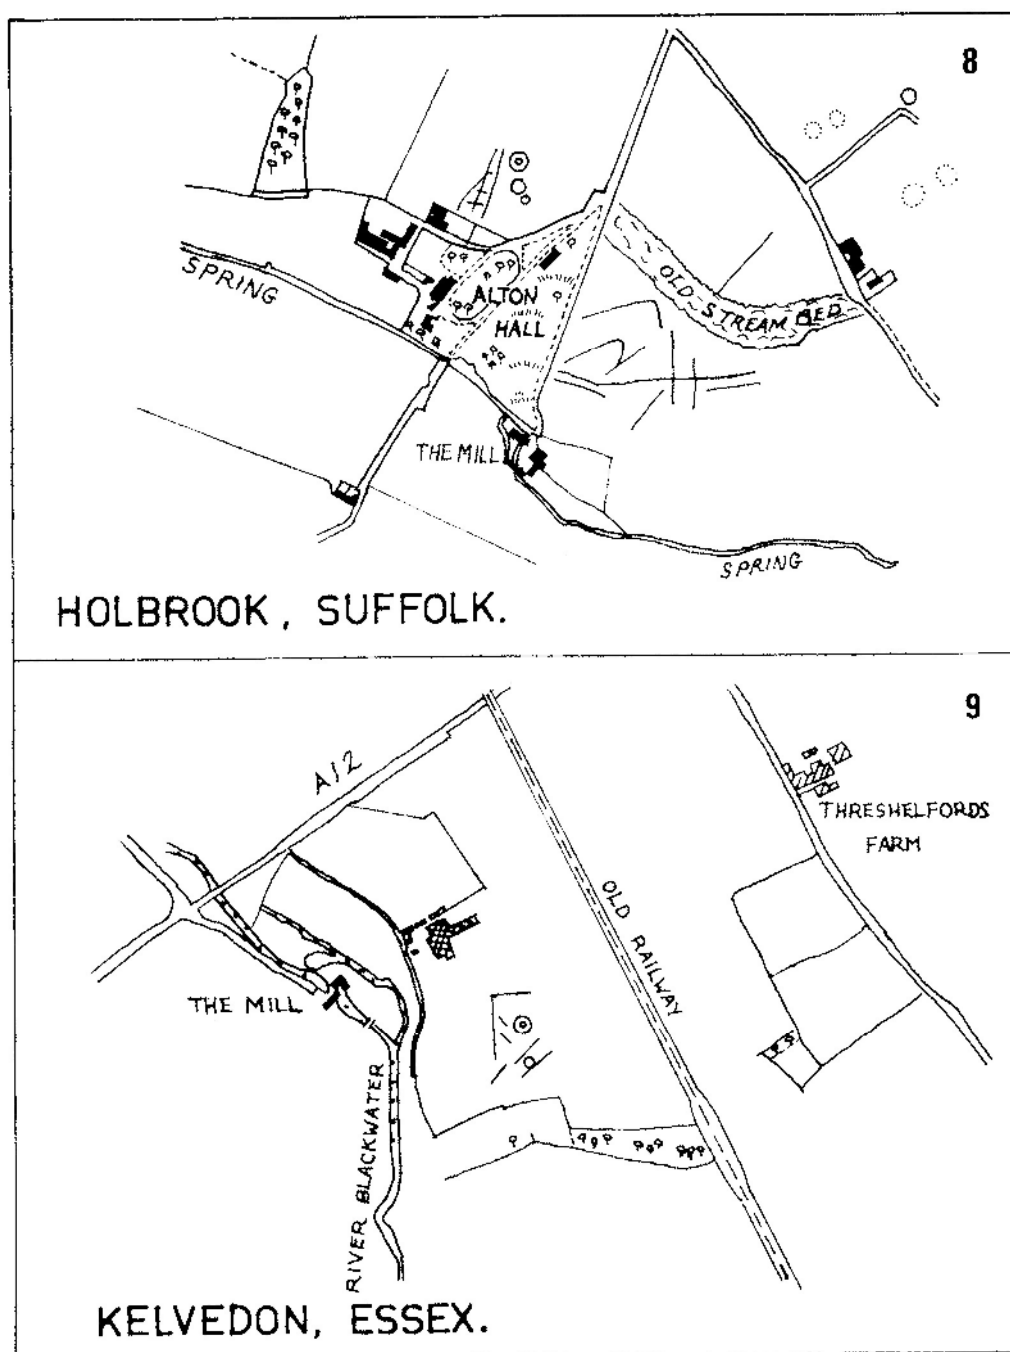 8
SPRING
ALTON
HALL
OLD STREAM BED
THE MILL
SPRING
HOLBROOK, SUFFOLK.
9
A12
THRESHELFORDS
FARM
OLD RAILWAY
THE MILL
RIVER BLACKWATER
KELVEDON, ESSEX.